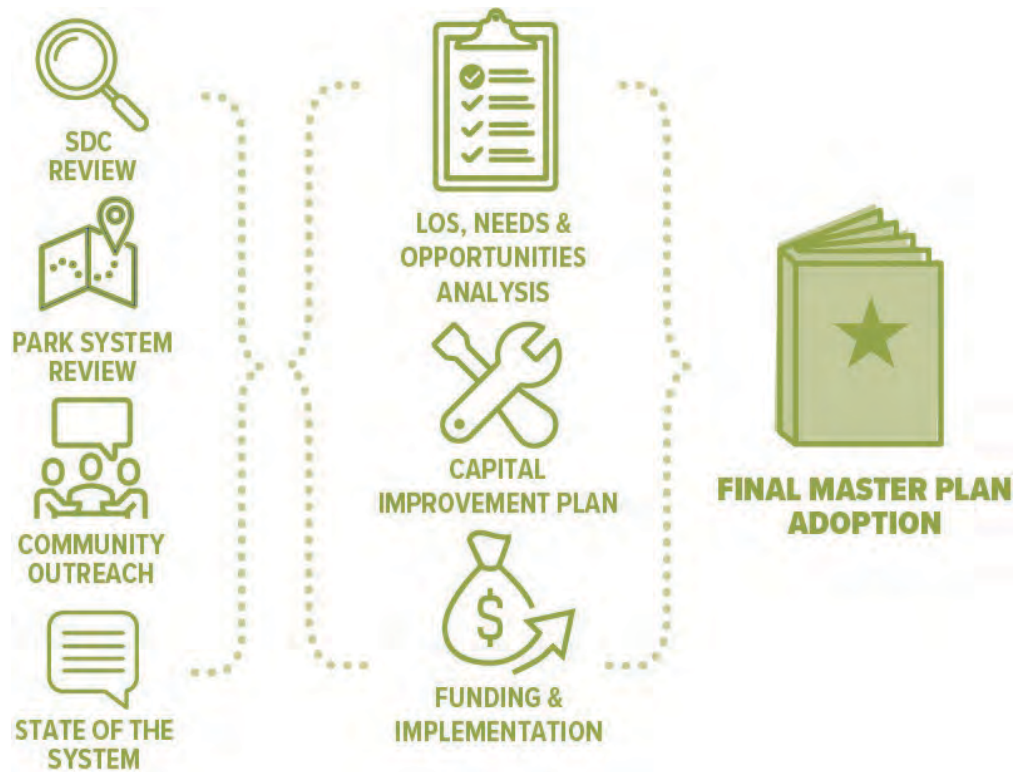 SDC
REVIEW
PARK SYSTEM
REVIEW
COMMUNITY
OUTREACH
STATE OF THE
SYSTEM
LOS, NEEDS &
OPPORTUNITIES
ANALYSIS
CAPITAL
IMPROVEMENT PLAN
$
FUNDING &
IMPLEMENTATION
FINAL MASTER PLAN
ADOPTION